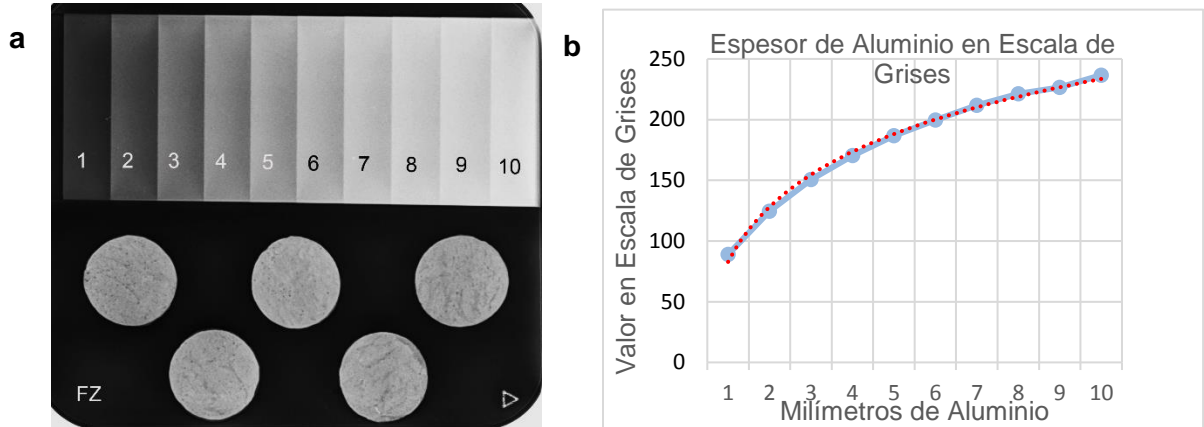 a
1 2 3 4 5 6 7 8 9 10
FZ
b
Espesor de Aluminio en Escala de
Grises
Valor en Escala de Grises
250
200
150
100
50
0
1 2 3 4 5 6 7 8 9 10
Milímetros de Aluminio